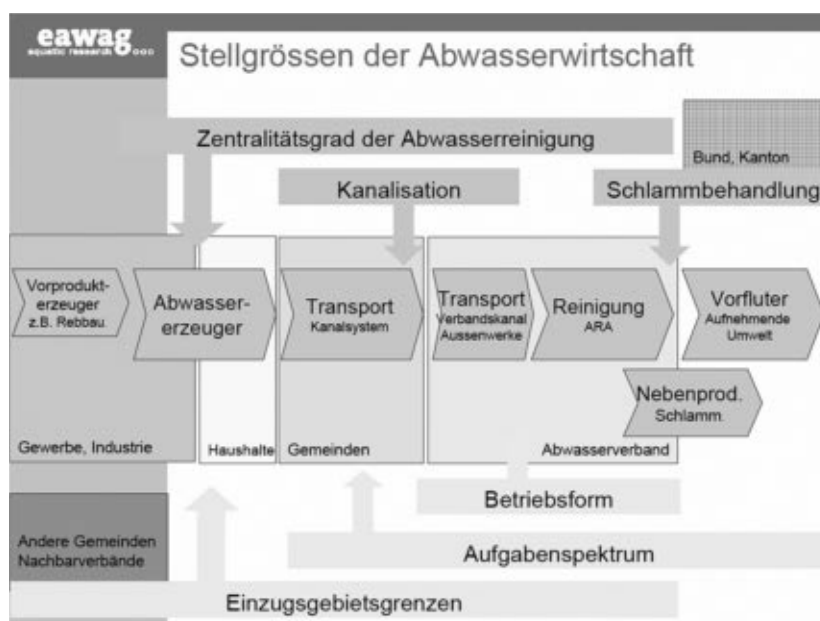 eawag
aquatic research
Stellgrössen der Abwasserwirtschaft
Zentralitätsgrad der Abwasserreinigung
Bund, Kanton
Kanalisation
Schlammbehandlung
Vorprodukt-
erzeuger
z.B. Rebbau.
Abwasser-
erzeuger
Transport
Kanalsystem
Transport
Verbandskanal
Aussenwerke
Reinigung
ARA
Vorfluter
Aufnehmende
Umwelt
Nebenprod.
Schlamm.
Gewerbe, Industrie
Haushalte
Gemeinden
Abwasserverband
Betriebsform
Andere Gemeinden
Nachbarverbände
Aufgabenspektrum
Einzugsgebietsgrenzen